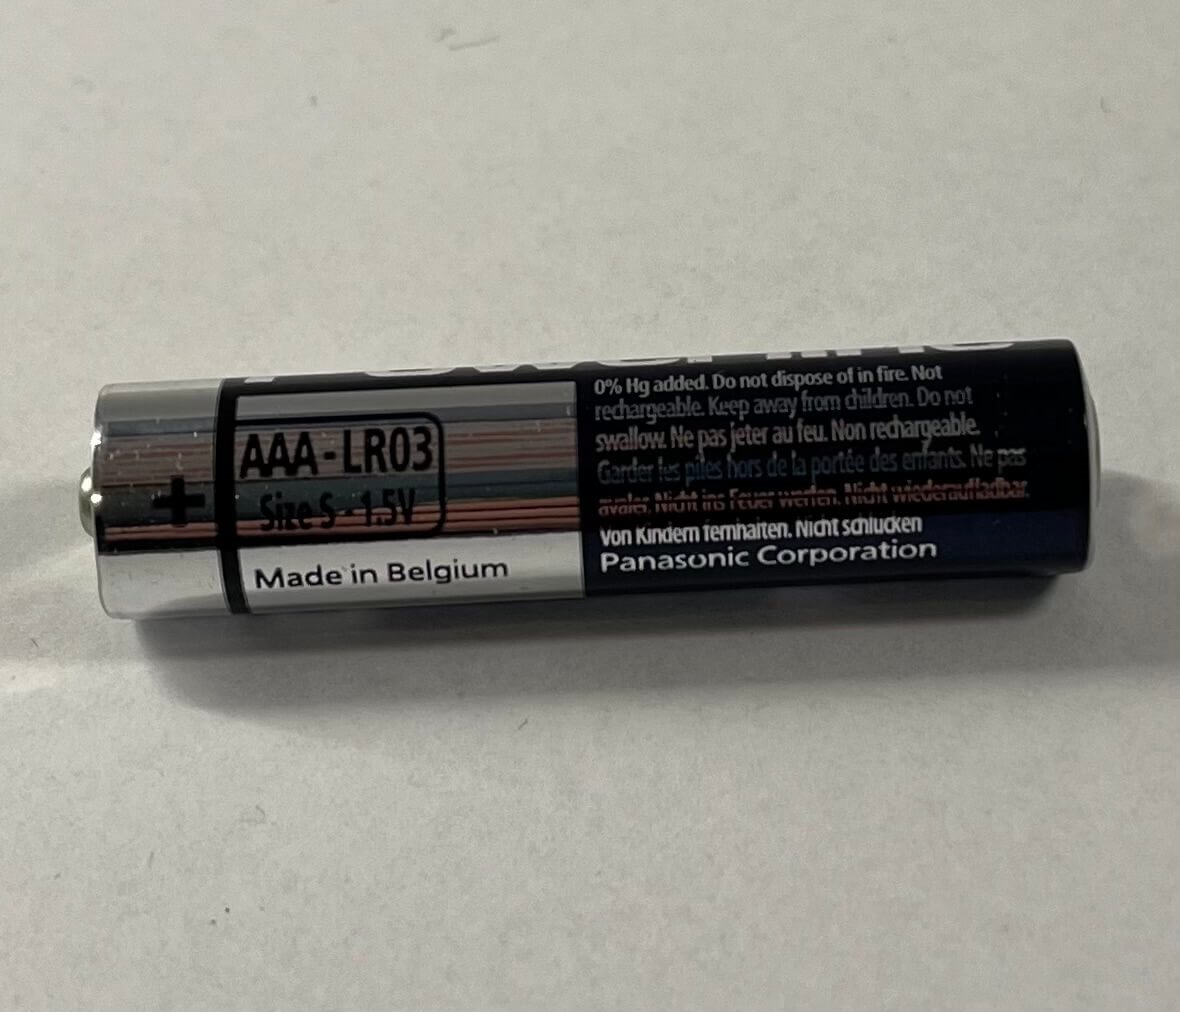 Powerline
+
AAA - LR03
Size S - 1.5V
Made in Belgium
0% Hg added. Do not dispose of in fire. Not
rechargeable. Keep away from children. Do not
swallow. Ne pas jeter au feu. Non rechargeable.
Garder les piles hors de la portée des enfants. Ne pas
avaler. Nicht ins Feuer werfen. Nicht wiederaufladbar.
Von Kindern fernhalten. Nicht schlucken
Panasonic Corporation